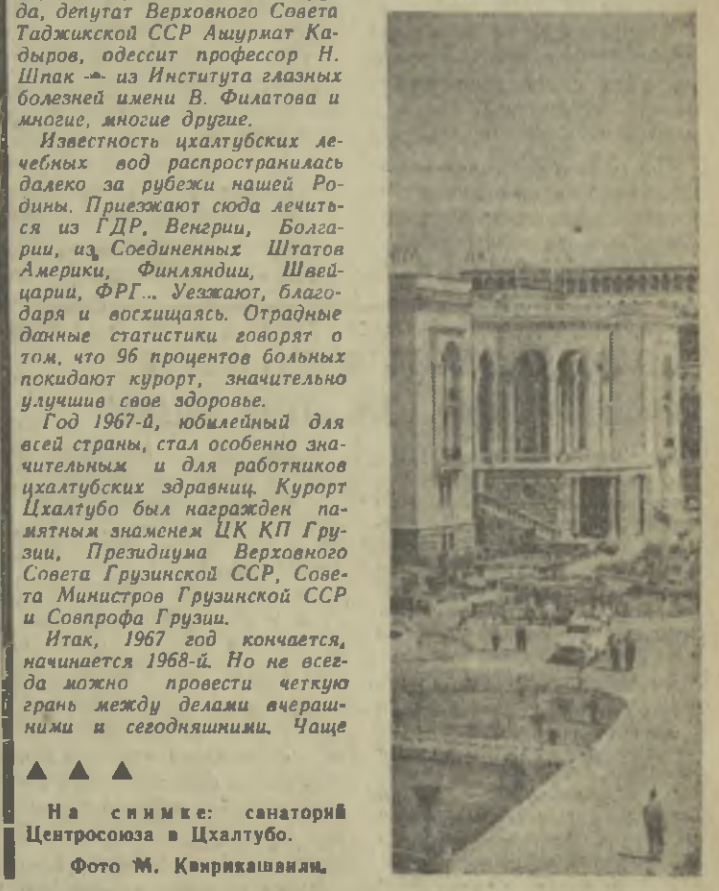 да, депутат Верховного Совета
Таджикской ССР Ашурмат Ка-
дыров, одессит профессор Н.
Шпак — из Института глазных
болезней имени В. Филатова и
многие, многие другие.
Известность цхалтубских ле-
чебных вод распространилась
далеко за рубежи нашей Ро-
дины. Приезжают сюда лечить-
ся из ГДР, Венгрии, Болга-
рии, из Соединенных Штатов
Америки, Финляндии, Швей-
царии, ФРГ... Уезжают, благо-
даря и восхищаясь. Отрадные
данные статистики говорят о
том, что 96 процентов больных
покидают курорт, значительно
улучшив свое здоровье.
Год 1967-й, юбилейный для
всей страны, стал особенно зна-
чительным и для работников
цхалтубских здравниц. Курорт
Цхалтубо был награжден па-
мятным знаменем ЦК КП Гру-
зии, Президиума Верховного
Совета Грузинской ССР, Сове-
та Министров Грузинской ССР
и Совпрофа Грузии.
Итак, 1967 год кончается,
начинается 1968-й. Но не всег-
да можно провести четкую
грань между делами вчераш-
ними и сегодняшними. Чаще
На снимке: санаторий
Центросоюза в Цхалтубо.
Фото М. Квирикашвили.